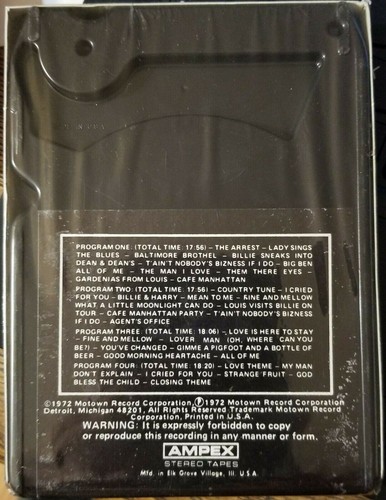 PROGRAM ONE: (TOTAL TIME: 17:56) – THE ARREST – LADY SINGS
THE BLUES – BALTIMORE BROTHEL – BILLIE SNEAKS INTO
DEAN & DEAN'S – T'AIN'T NOBODY'S BIZNESS IF I DO – BIG BEN
ALL OF ME – THE MAN I LOVE – THEM THERE EYES –
GARDENIAS FROM LOUIS – CAFE MANHATTAN
PROGRAM TWO: (TOTAL TIME: 17:56) – COUNTRY TUNE – I CRIED
FOR YOU – BILLIE & HARRY – MEAN TO ME – FINE AND MELLOW
WHAT A LITTLE MOONLIGHT CAN DO – LOUIS VISITS BILLIE ON
TOUR – CAFE MANHATTAN PARTY – T'AIN'T NOBODY'S BIZNESS
IF I DO – AGENT'S OFFICE
PROGRAM THREE: (TOTAL TIME: 18:06) – LOVE IS HERE TO STAY
– FINE AND MELLOW – LOVER MAN (OH, WHERE CAN YOU
BE?) – YOU'VE CHANGED – GIMME A PIGFOOT AND A BOTTLE OF
BEER – GOOD MORNING HEARTACHE – ALL OF ME
PROGRAM FOUR: (TOTAL TIME: 18:20) – LOVE THEME – MY MAN
DON'T EXPLAIN – I CRIED FOR YOU – STRANGE FRUIT – GOD
BLESS THE CHILD – CLOSING THEME
©1972 Motown Record Corporation, ℗1972 Motown Record Corporation
Detroit, Michigan 48201, All Rights Reserved Trademark Motown Record
Corporation, Printed in U.S.A.
WARNING: It is expressly forbidden to copy
or reproduce this recording in any manner or form.
AMPEX
STEREO TAPES
Mfd. in Elk Grove Village, Ill. U.S.A.